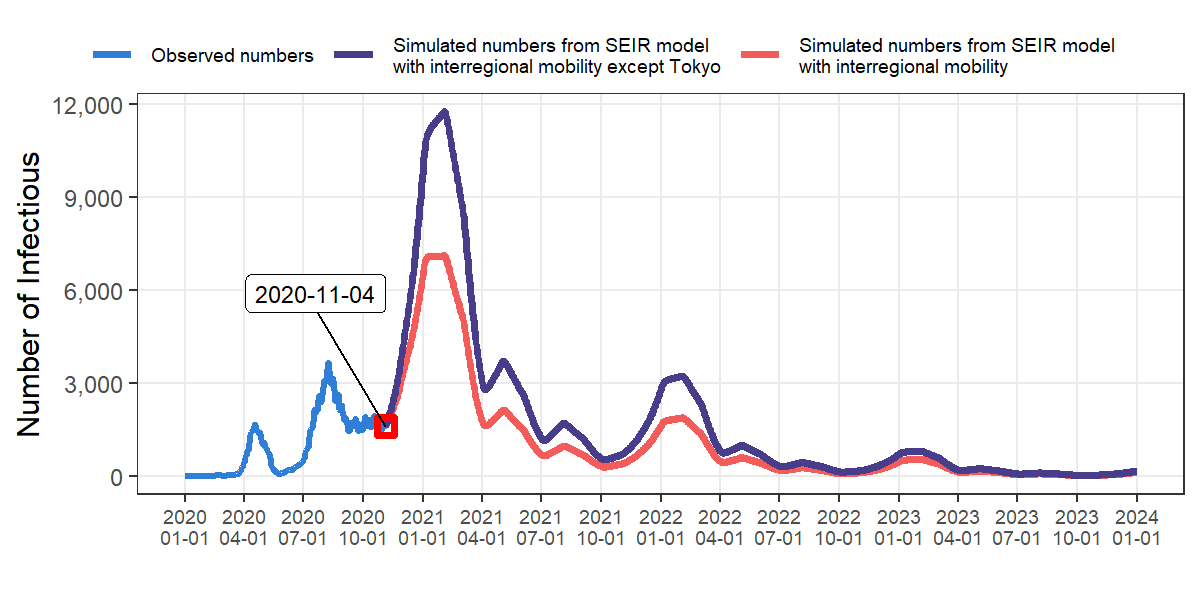 Observed numbers
Simulated numbers from SEIR model
with interregional mobility except Tokyo
Simulated numbers from SEIR model
with interregional mobility
Number of Infectious
12,000
9,000
6,000
3,000
0
2020-11-04
2020 2020 2020 2020 2021 2021 2021 2021 2022 2022 2022 2022 2023 2023 2023 2023 2024
01-01 04-01 07-01 10-01 01-01 04-01 07-01 10-01 01-01 04-01 07-01 10-01 01-01 04-01 07-01 10-01 01-01